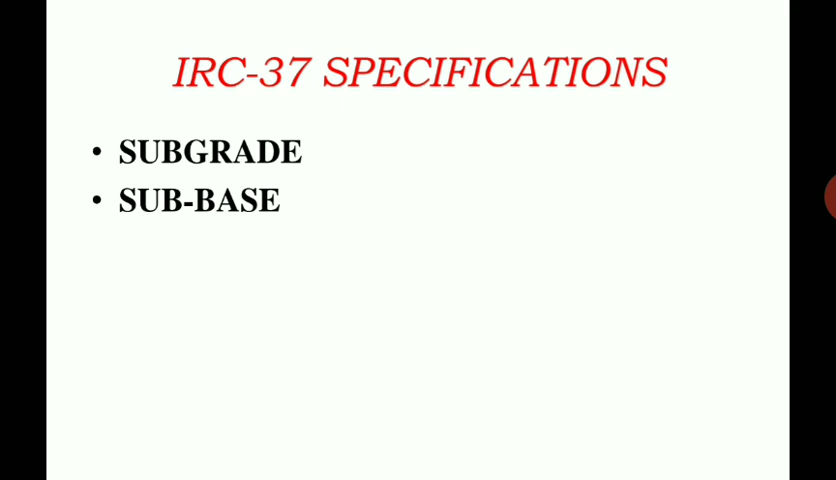 IRC-37 SPECIFICATIONS
• SUBGRADE
• SUB-BASE